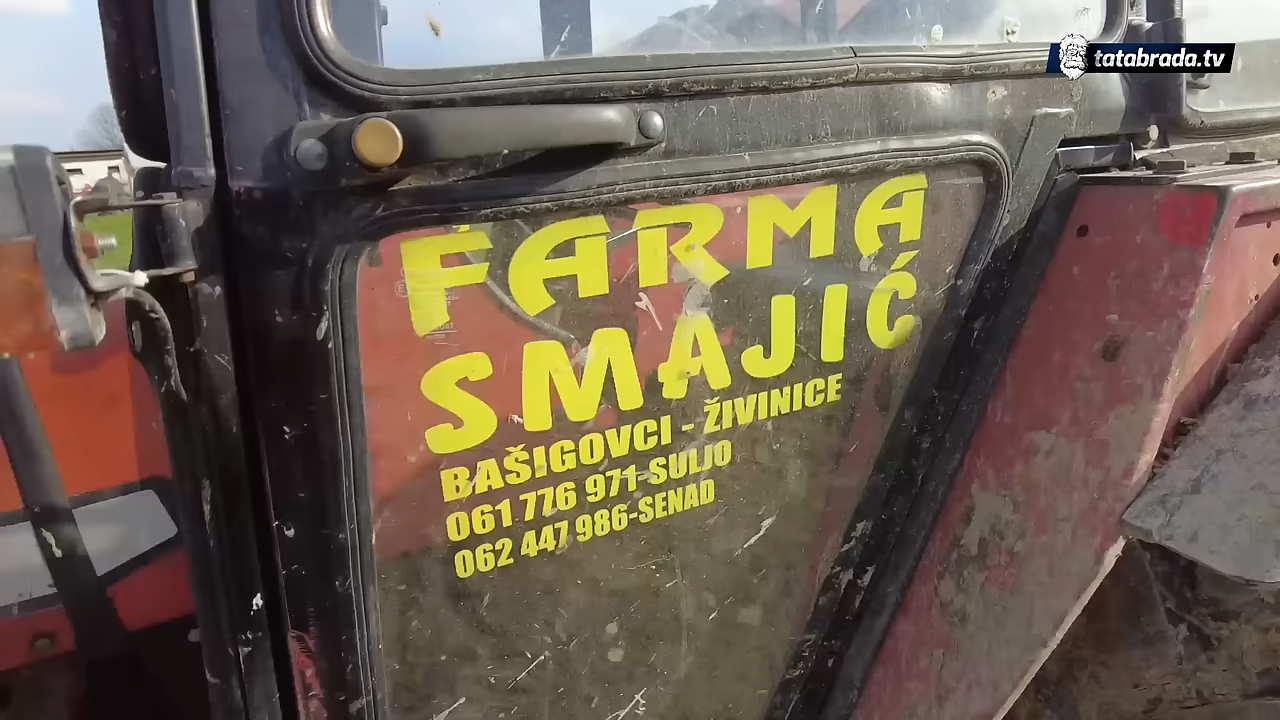 tatabrada.tv
FARMA
SMAJIĆ
BAŠIGOVCI - ŽIVINICE
061 776 971-SULJO
062 447 986-SENAD